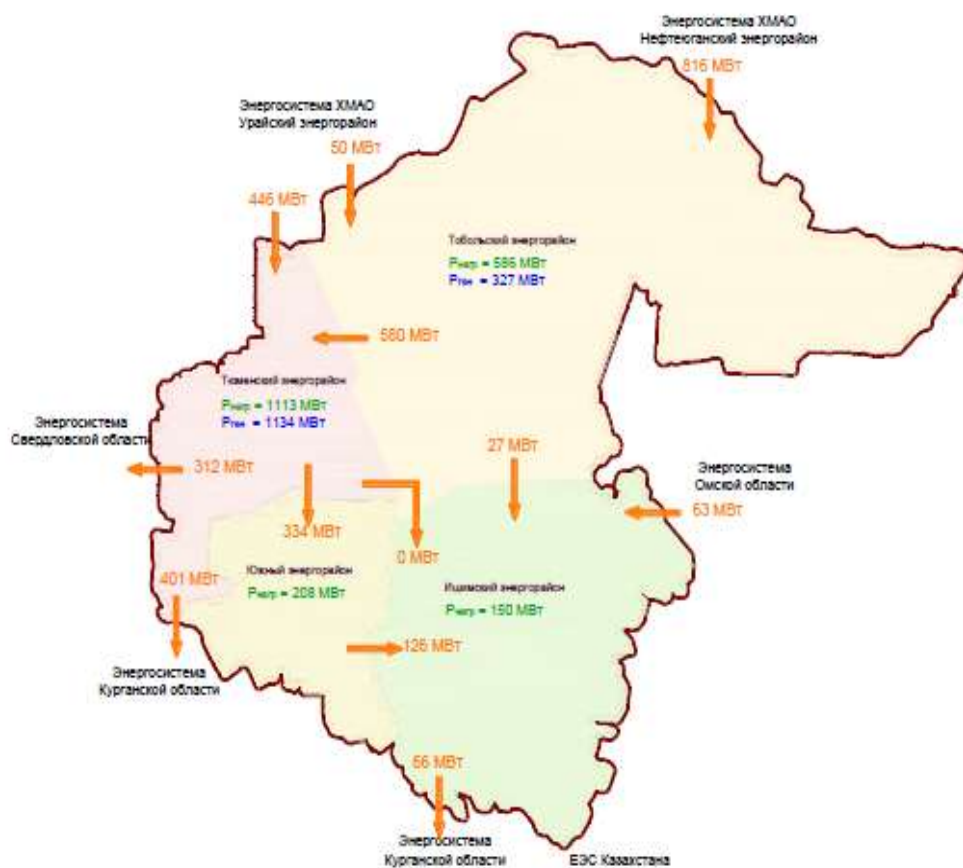 Энергосистема ХМАО
Нефтеюганский энергорайон
816 МВт
Энергосистема ХМАО
Урайский энергорайон
50 МВт
446 МВт
Тобольский энергорайон
Pнагр = 586 МВт
Pген = 327 МВт
580 МВт
Тюменский энергорайон
Pнагр = 1113 МВт
Pген = 1134 МВт
Энергосистема
Свердловской области
312 МВт
27 МВт
Энергосистема
Омской области
63 МВт
334 МВт
0 МВт
Южный энергорайон
Pнагр = 208 МВт
401 МВт
Ишимский энергорайон
Pнагр = 150 МВт
126 МВт
Энергосистема
Курганской области
66 МВт
Энергосистема
Курганской области
ЕЭС Казахстана